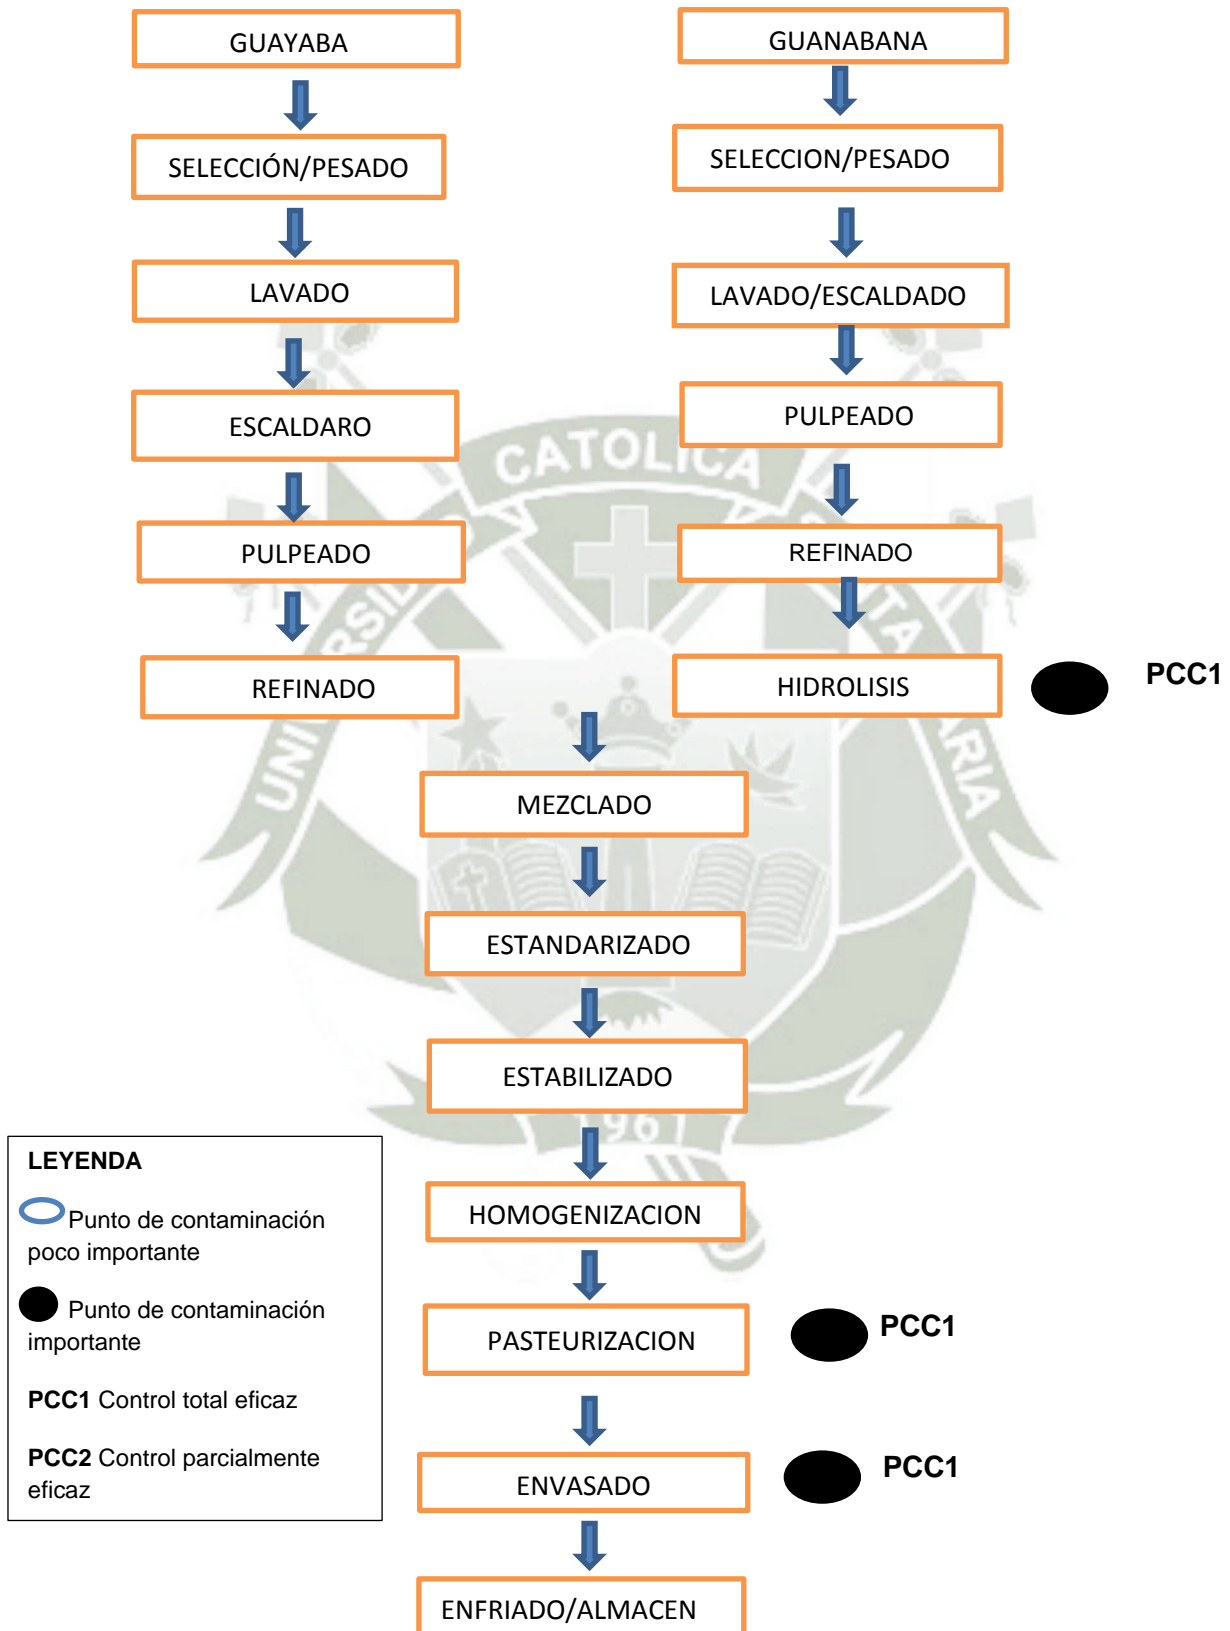 GUAYABA
GUANABANA
SELECCIÓN/PESADO
SELECCION/PESADO
LAVADO
LAVADO/ESCALDADO
ESCALDARO
PULPEADO
PULPEADO
REFINADO
REFINADO
HIDROLISIS
PCC1
MEZCLADO
ESTANDARIZADO
ESTABILIZADO
HOMOGENIZACION
PASTEURIZACION
PCC1
ENVASADO
PCC1
ENFRIADO/ALMACEN
LEYENDA
Punto de contaminación
poco importante
Punto de contaminación
importante
PCC1 Control total eficaz
PCC2 Control parcialmente
eficaz
CATOLICA
96